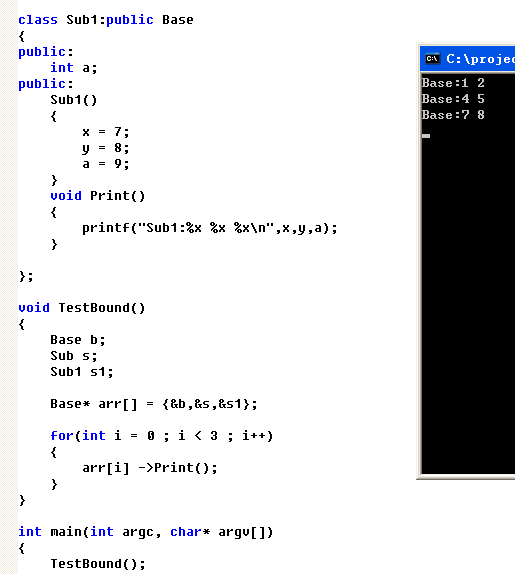 class Sub1:public Base
{
public:
    int a;
public:
    Sub1()
    {
        x = 7;
        y = 8;
        a = 9;
    }
    void Print()
    {
        printf("Sub1:%x %x %x\n",x,y,a);
    }

};

void TestBound()
{
    Base b;
    Sub s;
    Sub1 s1;

    Base* arr[] = {&b,&s,&s1};

    for(int i = 0 ; i < 3 ; i++)
    {
        arr[i] ->Print();
    }
}

int main(int argc, char* argv[])
{
    TestBound();
C:\projec
Base:1 2
Base:4 5
Base:7 8